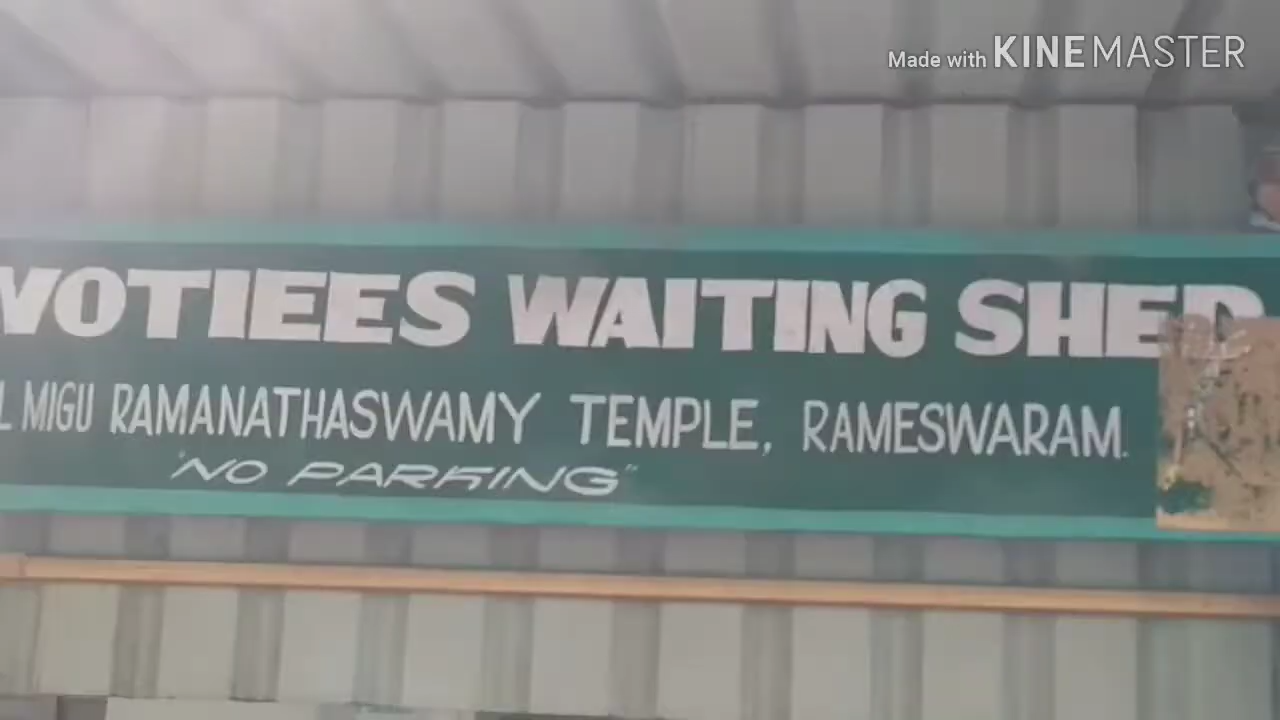 Made with KINEMASTER
VOTIEES WAITING SHED
L MIGU RAMANATHASWAMY TEMPLE, RAMESWARAM.
"NO PARKING"